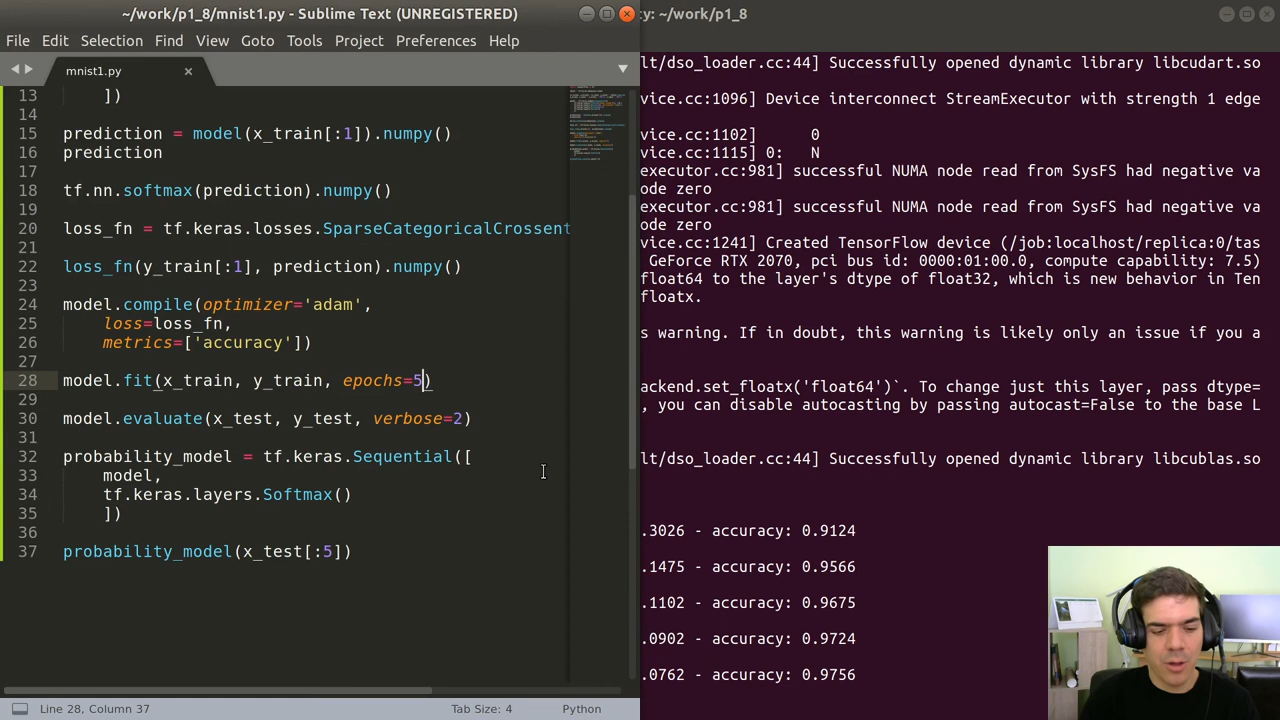 ~/work/p1_8/mnist1.py - Sublime Text (UNREGISTERED)
File Edit Selection Find View Goto Tools Project Preferences Help
mnist1.py
13 ])
14
15 prediction = model(x_train[:1]).numpy()
16 prediction
17
18 tf.nn.softmax(prediction).numpy()
19
20 loss_fn = tf.keras.losses.SparseCategoricalCrossent
21
22 loss_fn(y_train[:1], prediction).numpy()
23
24 model.compile(optimizer='adam',
25 loss=loss_fn,
26 metrics=['accuracy'])
27
28 model.fit(x_train, y_train, epochs=5)
29
30 model.evaluate(x_test, y_test, verbose=2)
31
32 probability_model = tf.keras.Sequential([
33 model,
34 tf.keras.layers.Softmax()
35 ])
36
37 probability_model(x_test[:5])
Line 28, Column 37
Tab Size: 4
Python
cy: ~/work/p1_8
lt/dso_loader.cc:44] Successfully opened dynamic library libcudart.so
vice.cc:1096] Device interconnect StreamExecutor with strength 1 edge
vice.cc:1102] 0
vice.cc:1115] 0: N
executor.cc:981] successful NUMA node read from SysFS had negative va
ode zero
executor.cc:981] successful NUMA node read from SysFS had negative va
ode zero
vice.cc:1241] Created TensorFlow device (/job:localhost/replica:0/tas
GeForce RTX 2070, pci bus id: 0000:01:00.0, compute capability: 7.5)
float64 to the layer's dtype of float32, which is new behavior in Ten
floatx.
s warning. If in doubt, this warning is likely only an issue if you a
ackend.set_floatx('float64')`. To change just this layer, pass dtype=
, you can disable autocasting by passing autocast=False to the base L
lt/dso_loader.cc:44] Successfully opened dynamic library libcublas.so
.3026 - accuracy: 0.9124
.1475 - accuracy: 0.9566
.1102 - accuracy: 0.9675
.0902 - accuracy: 0.9724
.0762 - accuracy: 0.9756